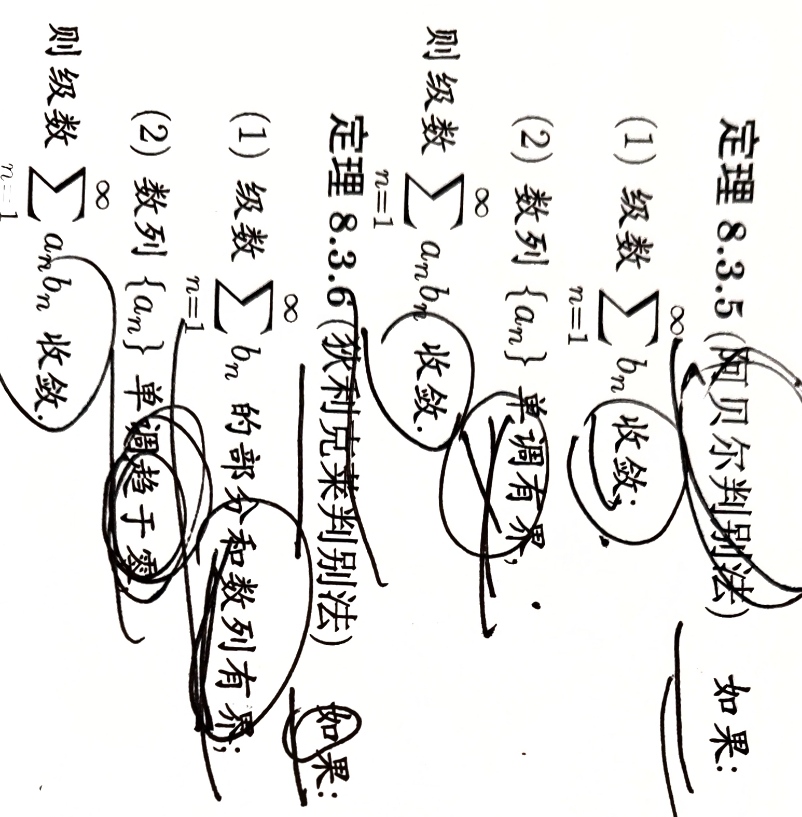 定理 8.3.5 (阿贝尔判别法) 如果:
(1) 级数 $\sum_{n=1}^{\infty} b_n$ 收敛;
(2) 数列 $\{a_n\}$ 单调有界,
则级数 $\sum_{n=1}^{\infty} a_n b_n$ 收敛.
定理 8.3.6 (狄利克莱判别法) 如果:
(1) 级数 $\sum_{n=1}^{\infty} b_n$ 的部分和数列有界;
(2) 数列 $\{a_n\}$ 单调趋于零,
则级数 $\sum_{n=1}^{\infty} a_n b_n$ 收敛.